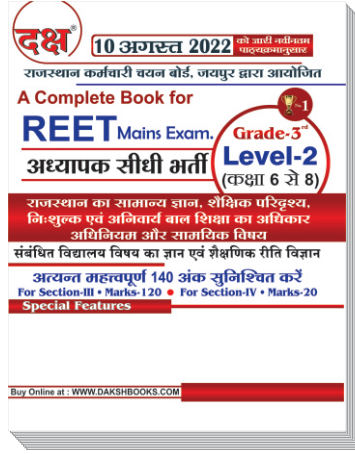 दक्ष
10 अगस्त 2022 को जारी नवीनतम पाठ्यक्रमानुसार
राजस्थान कर्मचारी चयन बोर्ड, जयपुर द्वारा आयोजित
A Complete Book for
No 1
REET Mains Exam.
Grade-3rd
अध्यापक सीधी भर्ती
Level-2
(कक्षा 6 से 8)
राजस्थान का सामान्य ज्ञान, शैक्षिक परिदृश्य,
निःशुल्क एवं अनिवार्य बाल शिक्षा का अधिकार
अधिनियम और सामयिक विषय
संबंधित विद्यालय विषय का ज्ञान एवं शैक्षणिक रीति विज्ञान
अत्यन्त महत्त्वपूर्ण 140 अंक सुनिश्चित करें
For Section-III • Marks-120 • For Section-IV • Marks-20
Special Features
Buy Online at : WWW.DAKSHBOOKS.COM